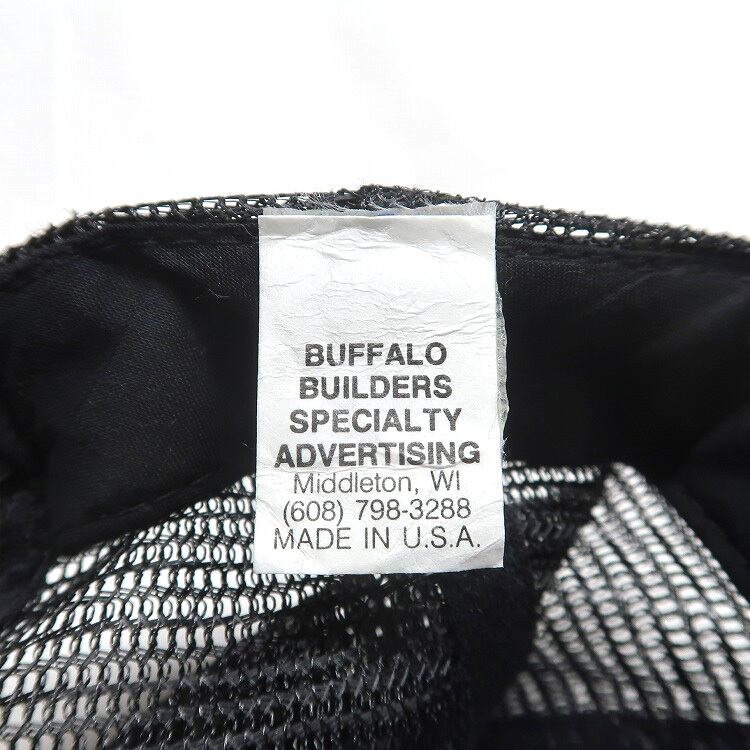 BUFFALO
BUILDERS
SPECIALTY
ADVERTISING
Middleton, WI
(608) 798-3288
MADE IN U.S.A.